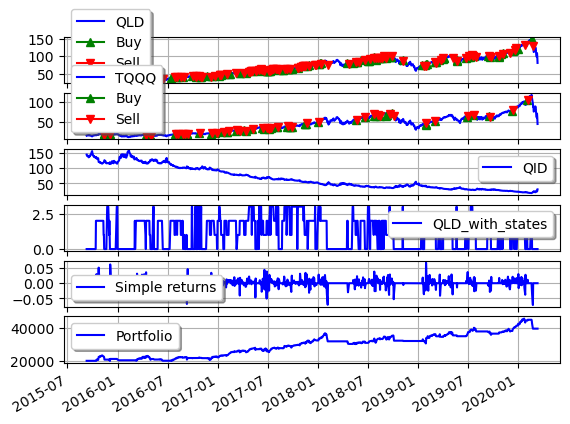 QLD
Buy
Sell
150
100
50
TQQQ
Buy
Sell
100
50
QID
150
100
50
QLD_with_states
2.5
0.0
Simple returns
0.05
0.00
−0.05
Portfolio
40000
20000
2015-07 2016-01 2016-07 2017-01 2017-07 2018-01 2018-07 2019-01 2019-07 2020-01